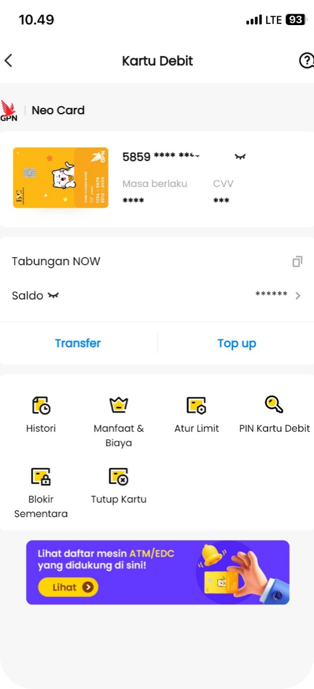 10.49
LTE 93
Kartu Debit
GPN
Neo Card
5859 **** ****
Masa berlaku CVV
**** ***
Tabungan NOW
Saldo ****** >
Transfer Top up
Histori
Manfaat &
Biaya
Atur Limit
PIN Kartu Debit
Blokir
Sementara
Tutup Kartu
Lihat daftar mesin ATM/EDC
yang didukung di sini!
Lihat